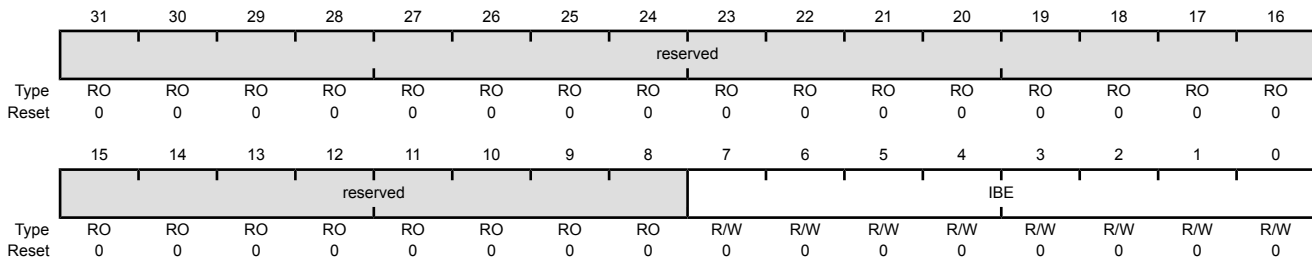 31 30 29 28 27 26 25 24 23 22 21 20 19 18 17 16
reserved
Type RO RO RO RO RO RO RO RO RO RO RO RO RO RO RO RO
Reset 0 0 0 0 0 0 0 0 0 0 0 0 0 0 0 0
15 14 13 12 11 10 9 8 7 6 5 4 3 2 1 0
reserved IBE
Type RO RO RO RO RO RO RO RO R/W R/W R/W R/W R/W R/W R/W R/W
Reset 0 0 0 0 0 0 0 0 0 0 0 0 0 0 0 0